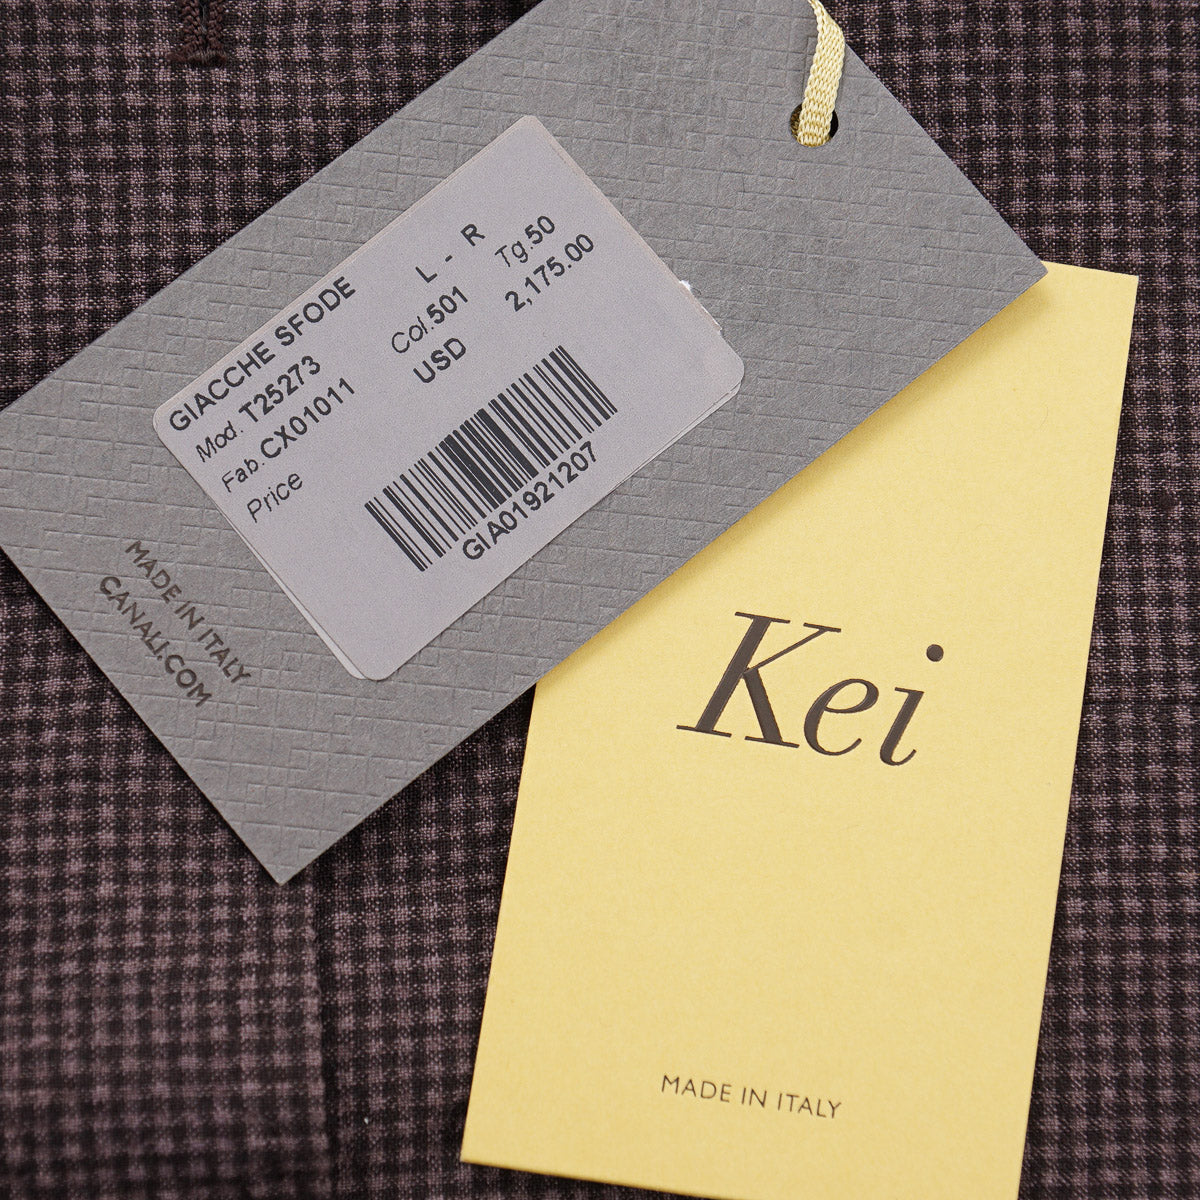 L - R
GIACCHE SFODE
Mod. T25273 Col.501 Tg.50
Fab. CX01011 USD 2,175.00
Price
GIA01921207
MADE IN ITALY
CANALI.COM
Kei
MADE IN ITALY